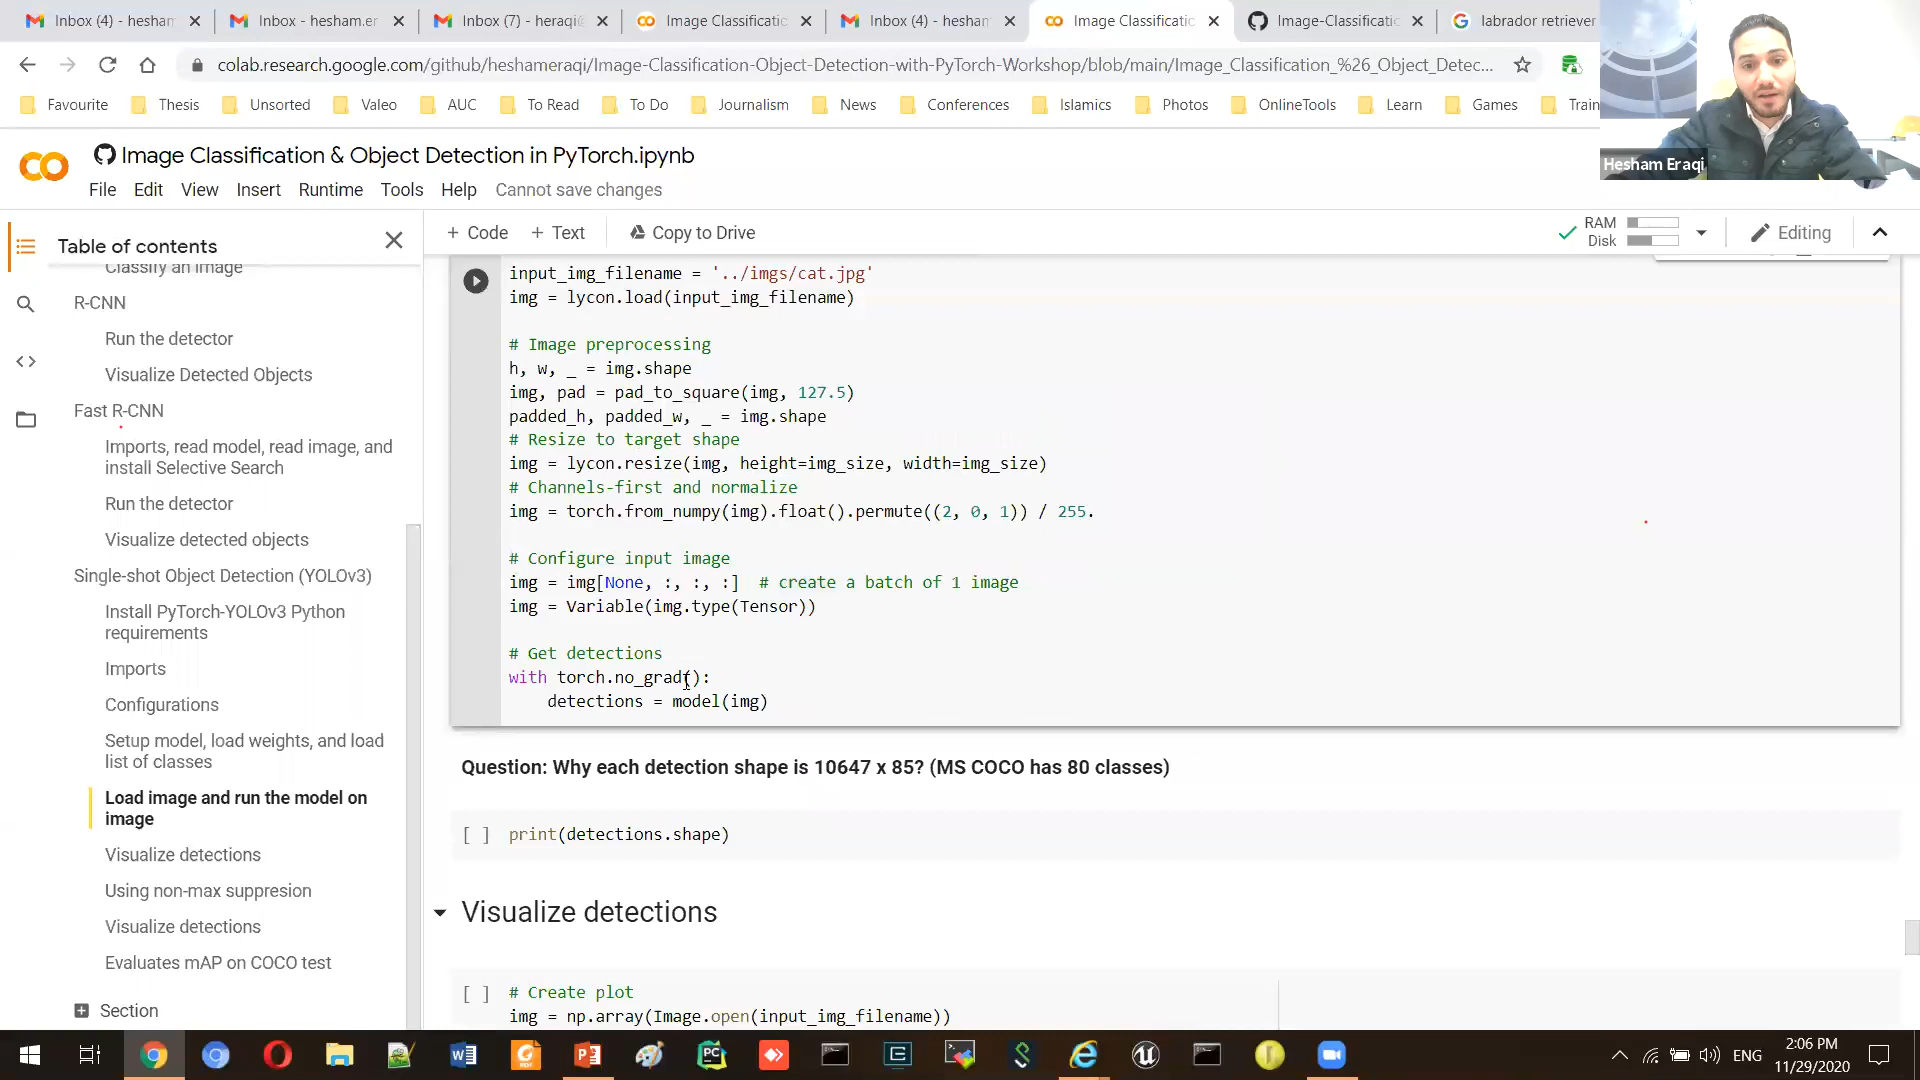 Inbox (4) - hesham
Inbox - hesham.er
Inbox (7) - heraqi@
Image Classificatic
Inbox (4) - hesham
Image Classificatic
Image-Classificatic
labrador retriever
colab.research.google.com/github/heshameraqi/Image-Classification-Object-Detection-with-PyTorch-Workshop/blob/main/Image_Classification_%26_Object_Detec...
Favourite
Thesis
Unsorted
Valeo
AUC
To Read
To Do
Journalism
News
Conferences
Islamics
Photos
OnlineTools
Learn
Games
Train
Hesham Eraqi
Image Classification & Object Detection in PyTorch.ipynb
File Edit View Insert Runtime Tools Help Cannot save changes
Table of contents
+ Code + Text Copy to Drive
RAM
Disk
Editing
Classify an image
R-CNN
Run the detector
Visualize Detected Objects
Fast R-CNN
Imports, read model, read image, and
install Selective Search
Run the detector
Visualize detected objects
Single-shot Object Detection (YOLOv3)
Install PyTorch-YOLOv3 Python
requirements
Imports
Configurations
Setup model, load weights, and load
list of classes
Load image and run the model on
image
Visualize detections
Using non-max suppresion
Visualize detections
Evaluates mAP on COCO test
Section
input_img_filename = '../imgs/cat.jpg'
img = lycon.load(input_img_filename)
# Image preprocessing
h, w, _ = img.shape
img, pad = pad_to_square(img, 127.5)
padded_h, padded_w, _ = img.shape
# Resize to target shape
img = lycon.resize(img, height=img_size, width=img_size)
# Channels-first and normalize
img = torch.from_numpy(img).float().permute((2, 0, 1)) / 255.
# Configure input image
img = img[None, :, :, :]  # create a batch of 1 image
img = Variable(img.type(Tensor))
# Get detections
with torch.no_grad():
detections = model(img)
Question: Why each detection shape is 10647 x 85? (MS COCO has 80 classes)
[ ] print(detections.shape)
Visualize detections
[ ] # Create plot
img = np.array(Image.open(input_img_filename))
ENG
2:06 PM
11/29/2020